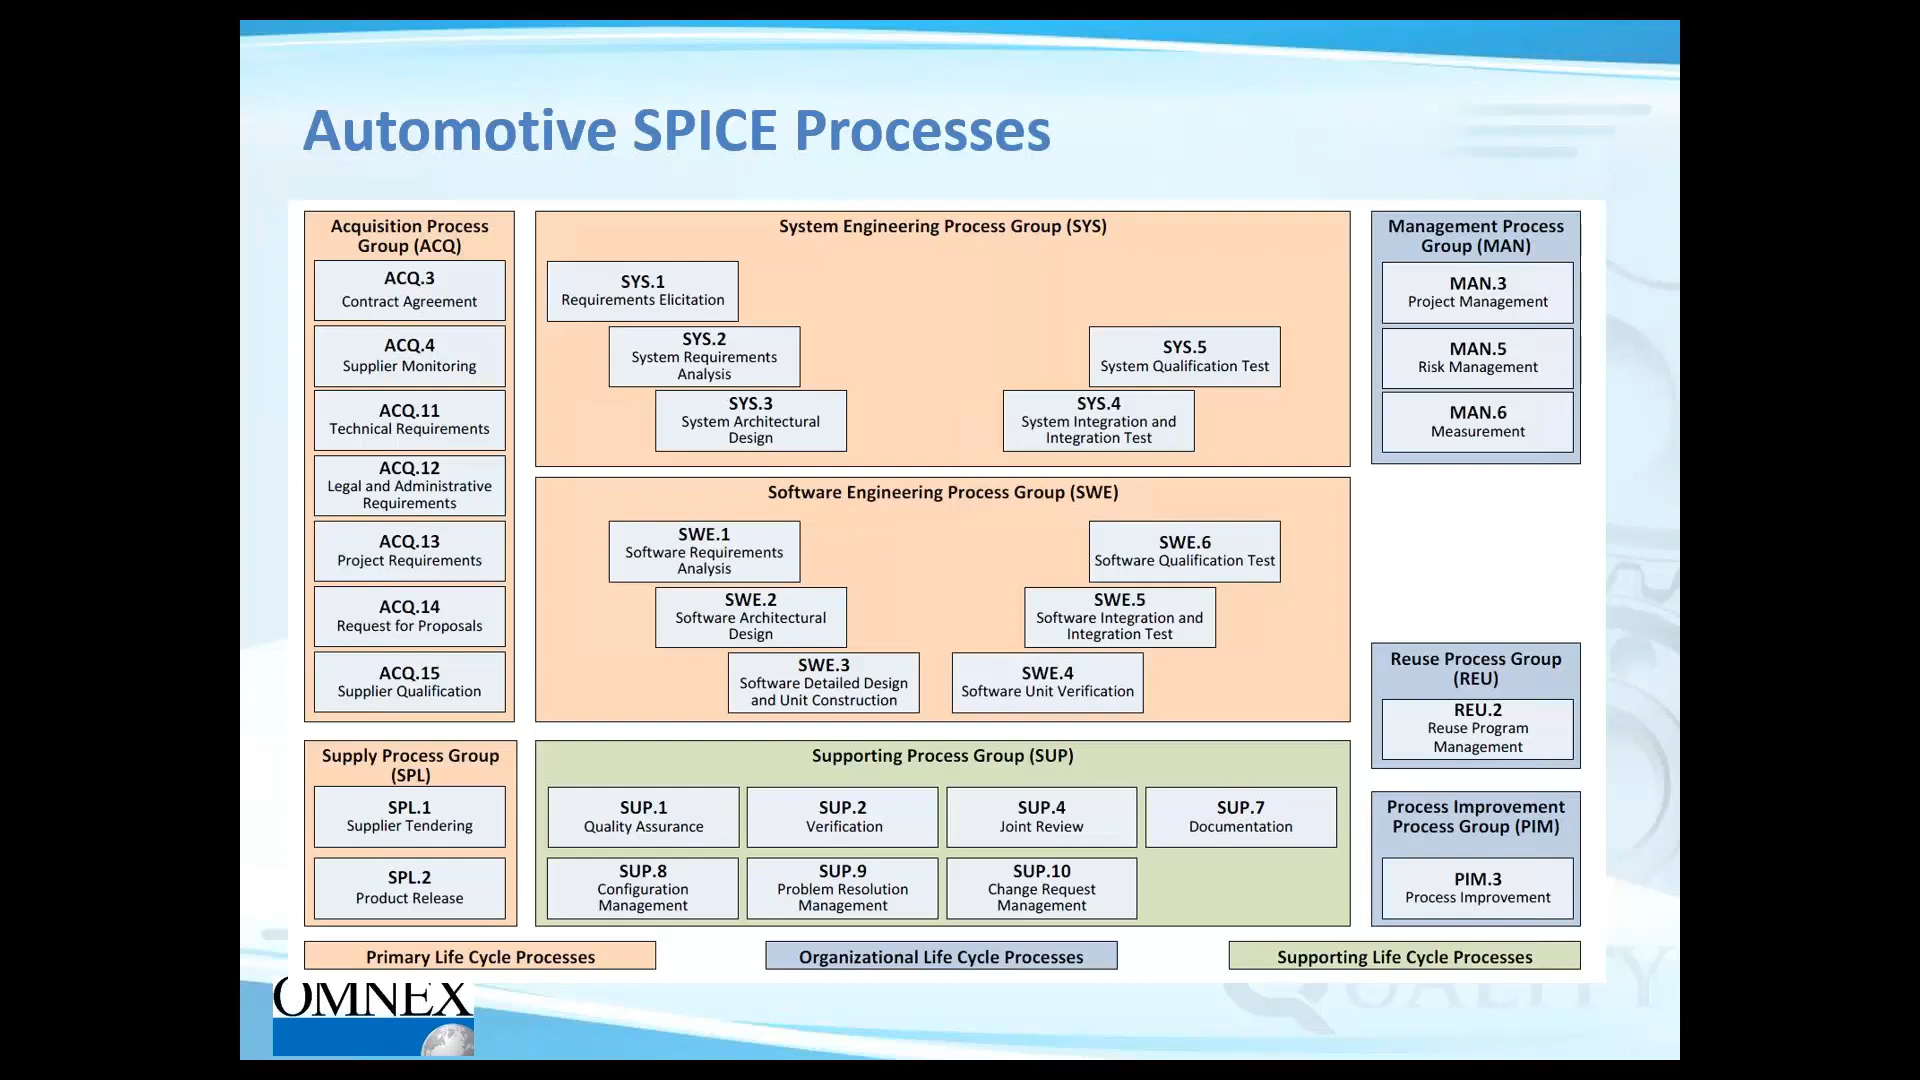 Automotive SPICE Processes
Acquisition Process
Group (ACQ)
ACQ.3
Contract Agreement
ACQ.4
Supplier Monitoring
ACQ.11
Technical Requirements
ACQ.12
Legal and Administrative
Requirements
ACQ.13
Project Requirements
ACQ.14
Request for Proposals
ACQ.15
Supplier Qualification
System Engineering Process Group (SYS)
SYS.1
Requirements Elicitation
SYS.2
System Requirements
Analysis
SYS.3
System Architectural
Design
SYS.5
System Qualification Test
SYS.4
System Integration and
Integration Test
Software Engineering Process Group (SWE)
SWE.1
Software Requirements
Analysis
SWE.2
Software Architectural
Design
SWE.3
Software Detailed Design
and Unit Construction
SWE.6
Software Qualification Test
SWE.5
Software Integration and
Integration Test
SWE.4
Software Unit Verification
Management Process
Group (MAN)
MAN.3
Project Management
MAN.5
Risk Management
MAN.6
Measurement
Reuse Process Group
(REU)
REU.2
Reuse Program
Management
Supply Process Group
(SPL)
SPL.1
Supplier Tendering
SPL.2
Product Release
Supporting Process Group (SUP)
SUP.1
Quality Assurance
SUP.2
Verification
SUP.4
Joint Review
SUP.7
Documentation
SUP.8
Configuration
Management
SUP.9
Problem Resolution
Management
SUP.10
Change Request
Management
Process Improvement
Process Group (PIM)
PIM.3
Process Improvement
Primary Life Cycle Processes
Organizational Life Cycle Processes
Supporting Life Cycle Processes
OMNEX
QUALITY